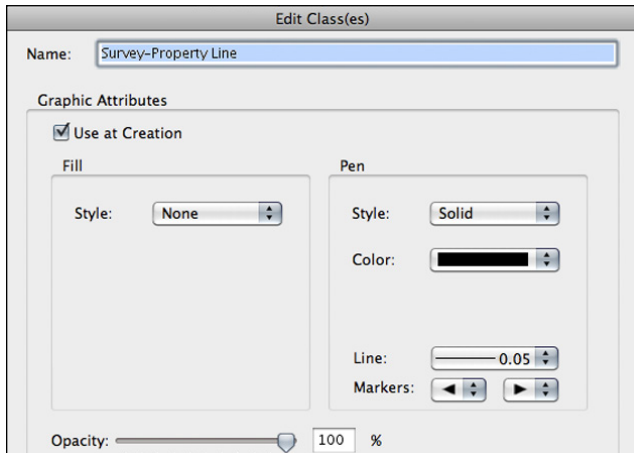 Edit Class(es)
Name: Survey-Property Line
Graphic Attributes
Use at Creation
Fill
Style: None
Pen
Style: Solid
Color:
Line: 0.05
Markers:
Opacity: 100 %